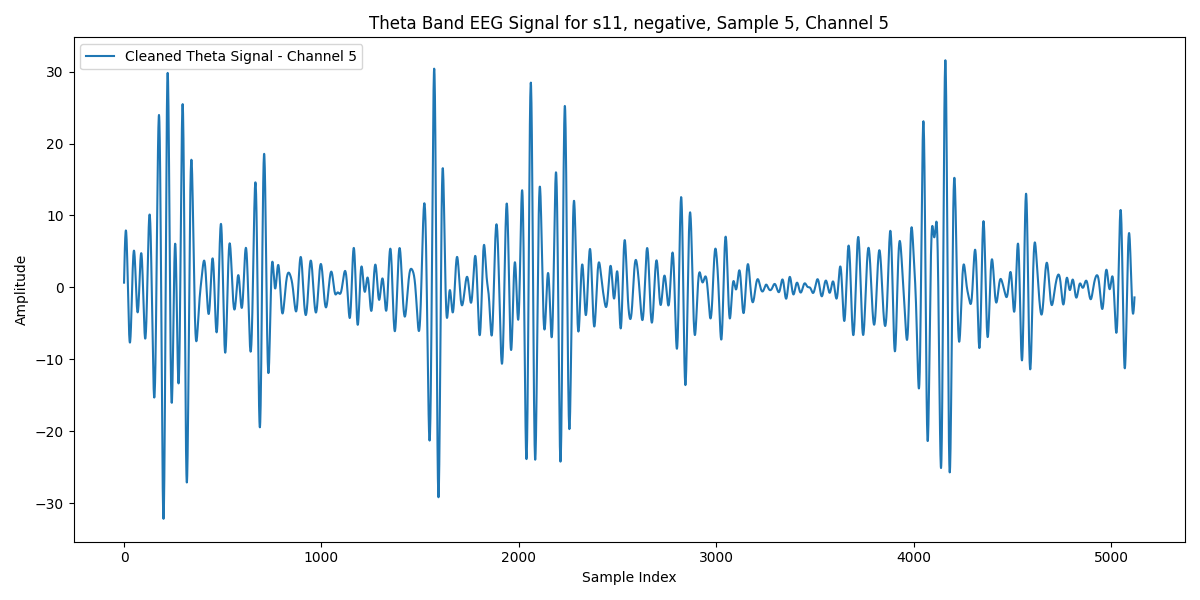 Theta Band EEG Signal for s11, negative, Sample 5, Channel 5
Cleaned Theta Signal - Channel 5
Amplitude
30
20
10
0
−10
−20
−30
0 1000 2000 3000 4000 5000
Sample Index